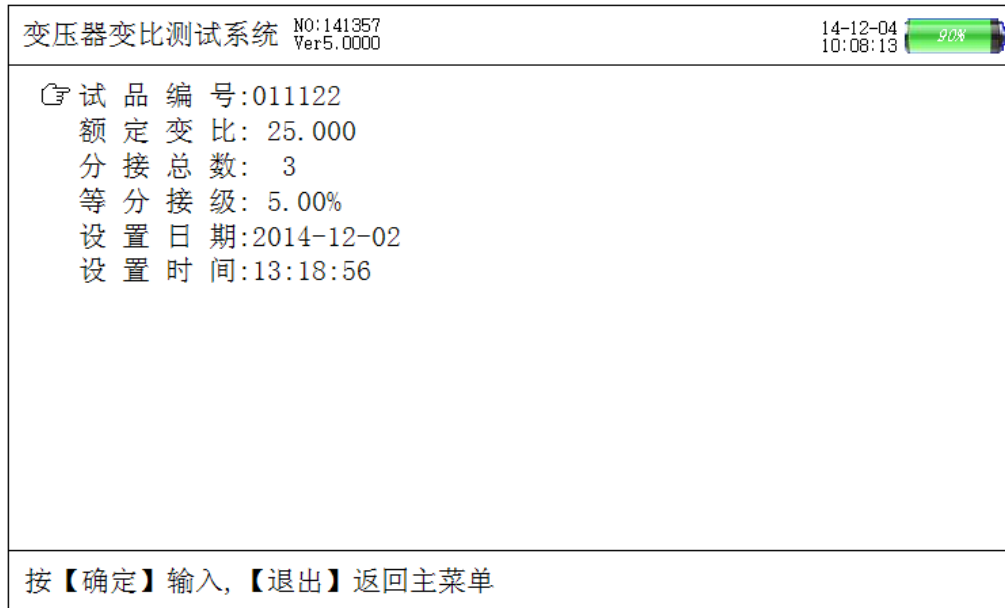 变压器变比测试系统 NO:141357
Ver5.0000
14-12-04
10:08:13
90%
试 品 编 号:011122
额 定 变 比: 25.000
分 接 总 数: 3
等 分 接 级: 5.00%
设 置 日 期:2014-12-02
设 置 时 间:13:18:56
按【确定】输入,【退出】返回主菜单